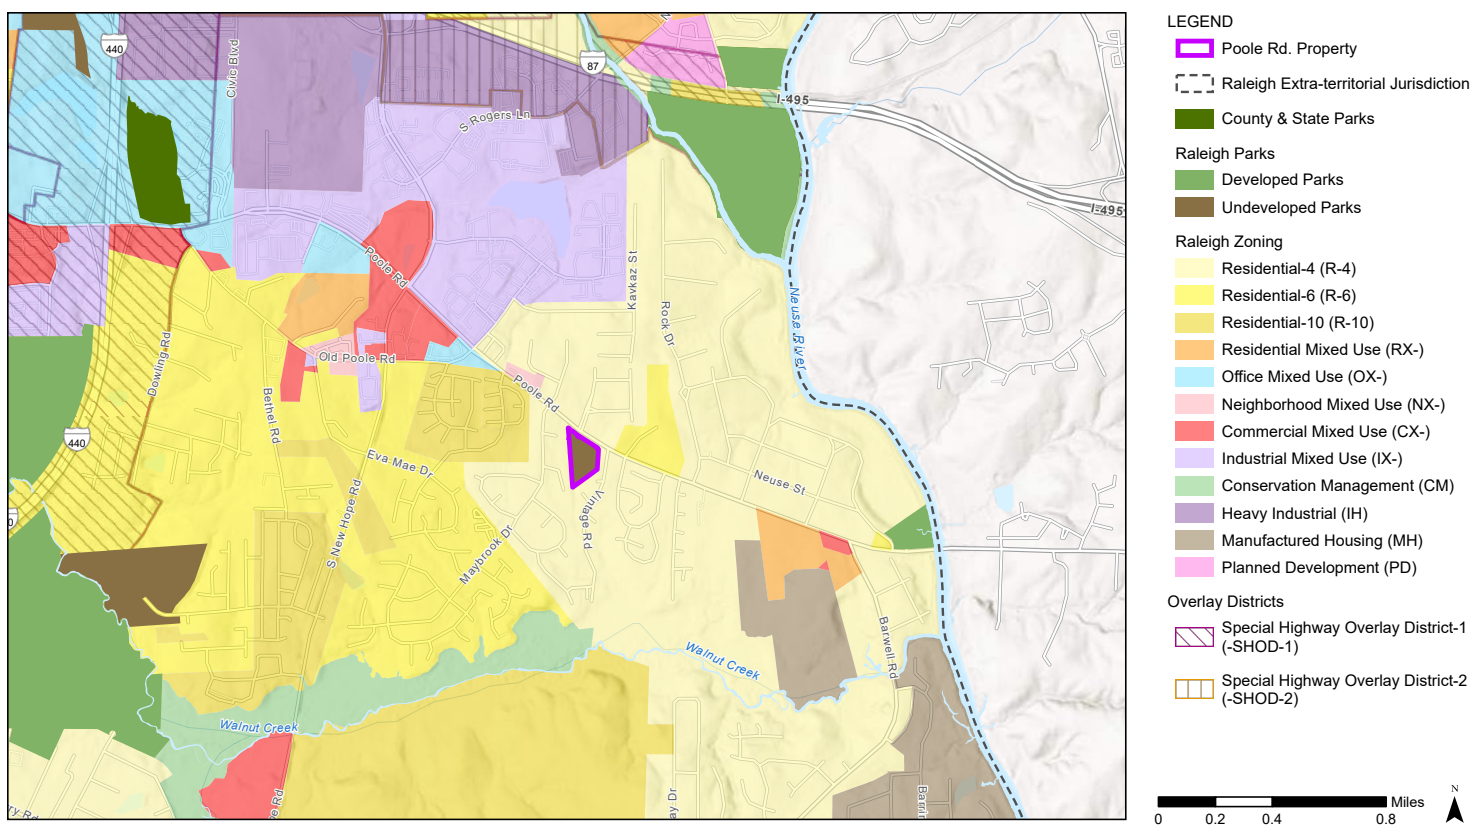 440
Civic Blvd
87
I-495
S Rogers Ln
I-495
Poole Rd
Kavkaz St
Rock Dr
Neuse River
Dowling Rd
Old Poole Rd
Bethel Rd
Poole Rd
440
Eva Mae Dr
Neuse St
Vintage Rd
S New Hope Rd
Maybrook Dr
Barwell Rd
Walnut Creek
Walnut Creek
ry Rd
e Rd
ay Dr
Barrin
LEGEND
Poole Rd. Property
Raleigh Extra-territorial Jurisdiction
County & State Parks
Raleigh Parks
Developed Parks
Undeveloped Parks
Raleigh Zoning
Residential-4 (R-4)
Residential-6 (R-6)
Residential-10 (R-10)
Residential Mixed Use (RX-)
Office Mixed Use (OX-)
Neighborhood Mixed Use (NX-)
Commercial Mixed Use (CX-)
Industrial Mixed Use (IX-)
Conservation Management (CM)
Heavy Industrial (IH)
Manufactured Housing (MH)
Planned Development (PD)
Overlay Districts
Special Highway Overlay District-1
(-SHOD-1)
Special Highway Overlay District-2
(-SHOD-2)
Miles
0 0.2 0.4 0.8
N